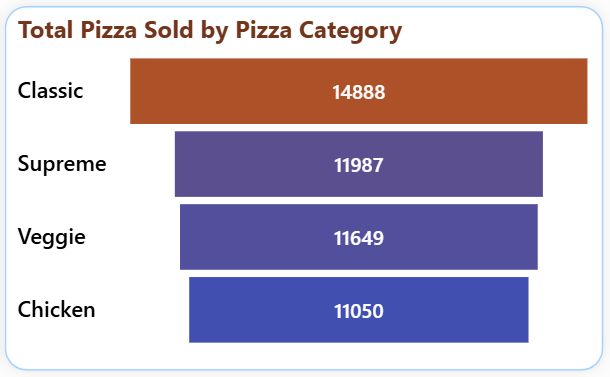 Total Pizza Sold by Pizza Category
Classic 14888
Supreme 11987
Veggie 11649
Chicken 11050